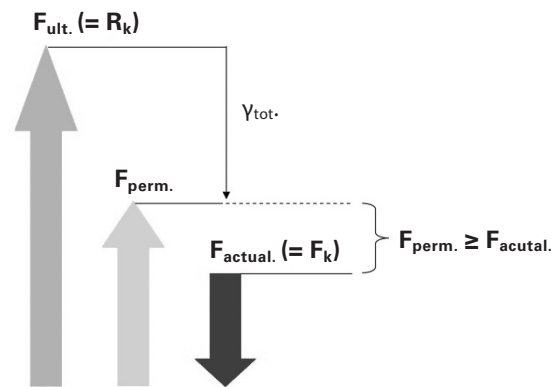 Fult. (= Rk)
γtot.
Fperm.
Factual. (= Fk)
Fperm. ≥ Facutal.